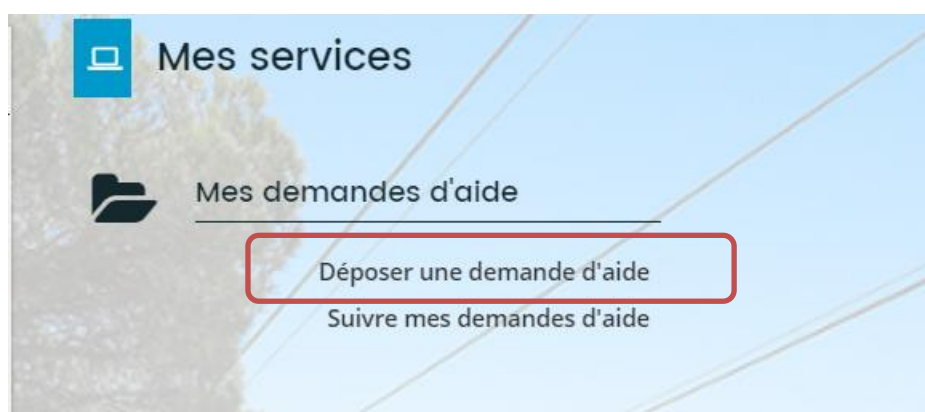 Mes services
Mes demandes d'aide
Déposer une demande d'aide
Suivre mes demandes d'aide